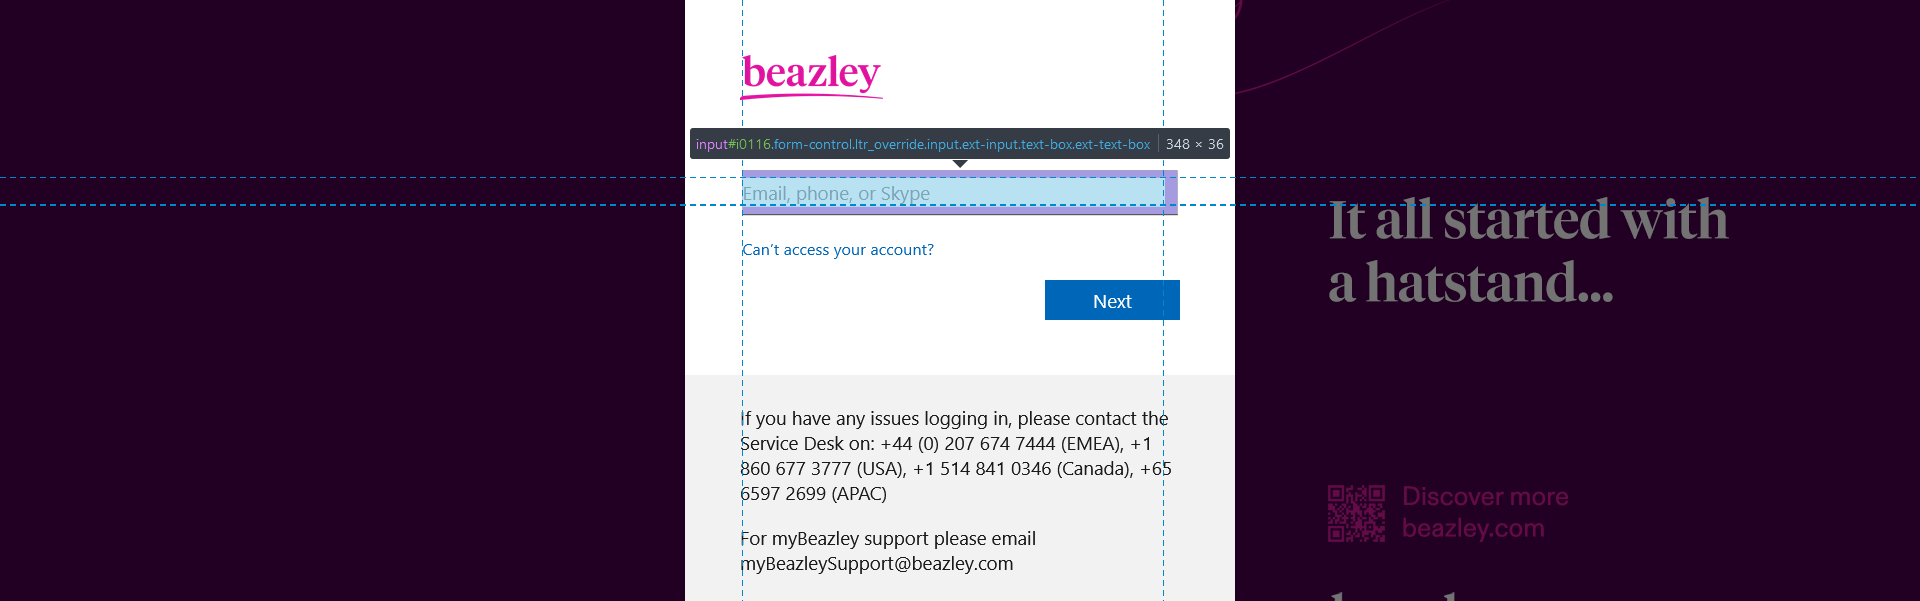 beazley
input#i0116.form-control.ltr_override.input.ext-input.text-box.ext-text-box 348 × 36
Email, phone, or Skype
Can't access your account?
Next
If you have any issues logging in, please contact the
Service Desk on: +44 (0) 207 674 7444 (EMEA), +1
860 677 3777 (USA), +1 514 841 0346 (Canada), +65
6597 2699 (APAC)
For myBeazley support please email
myBeazleySupport@beazley.com
It all started with
a hatstand...
Discover more
beazley.com